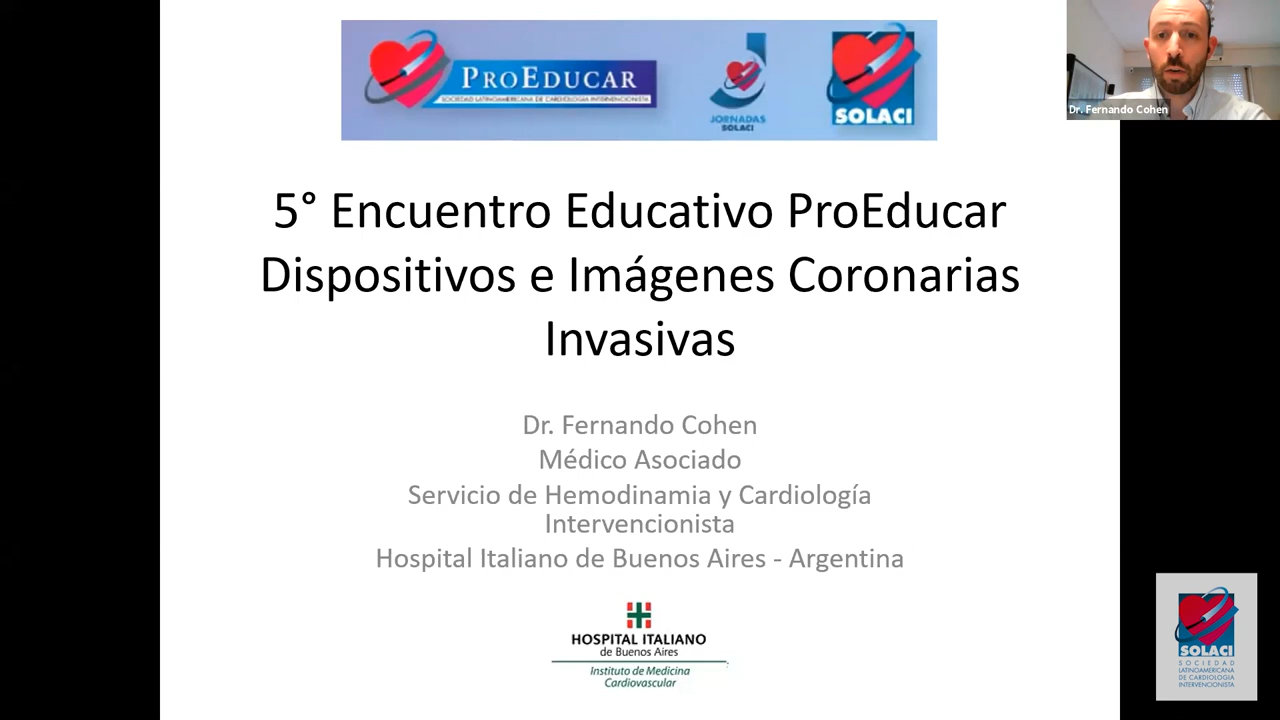 PROEDUCAR
SOCIEDAD LATINOAMERICANA DE CARDIOLOGIA INTERVENCIONISTA
JORNADAS
SOLACI
SOLACI
Dr. Fernando Cohen
5° Encuentro Educativo ProEducar
Dispositivos e Imágenes Coronarias
Invasivas
Dr. Fernando Cohen
Médico Asociado
Servicio de Hemodinamia y Cardiología
Intervencionista
Hospital Italiano de Buenos Aires - Argentina
HOSPITAL ITALIANO
de Buenos Aires
Instituto de Medicina
Cardiovascular
SOLACI
SOCIEDAD
LATINOAMERICANA
DE CARDIOLOGIA
INTERVENCIONISTA